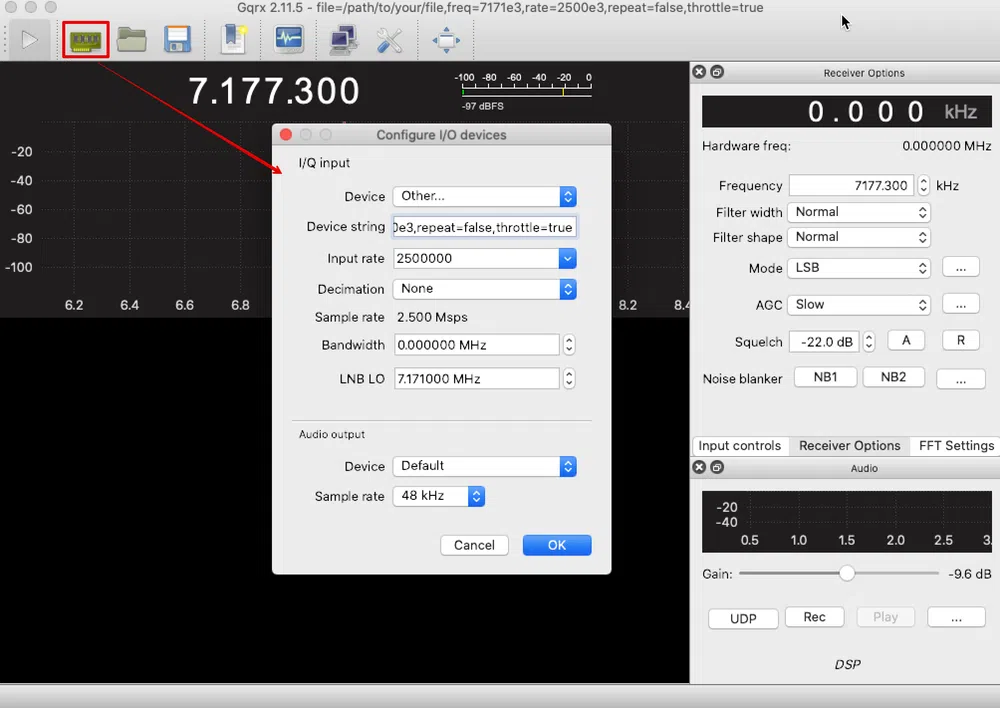 Gqrx 2.11.5 - file=/path/to/your/file,freq=7171e3,rate=2500e3,repeat=false,throttle=true
7.177.300
-100 -80 -60 -40 -20 0
-97 dBFS
-20
-40
-60
-80
-100
6.2 6.4 6.6 6.8 8.2 8.4
Configure I/O devices
I/Q input
Device Other...
Device string 0e3,repeat=false,throttle=true
Input rate 2500000
Decimation None
Sample rate 2.500 Msps
Bandwidth 0.000000 MHz
LNB LO 7.171000 MHz
Audio output
Device Default
Sample rate 48 kHz
Cancel OK
Receiver Options
0.000 kHz
Hardware freq: 0.000000 MHz
Frequency 7177.300 kHz
Filter width Normal
Filter shape Normal
Mode LSB ...
AGC Slow ...
Squelch -22.0 dB A R
Noise blanker NB1 NB2 ...
Input controls Receiver Options FFT Settings
Audio
-20
-40
0.5 1.0 1.5 2.0 2.5 3.
Gain: -9.6 dB
UDP Rec Play ...
DSP